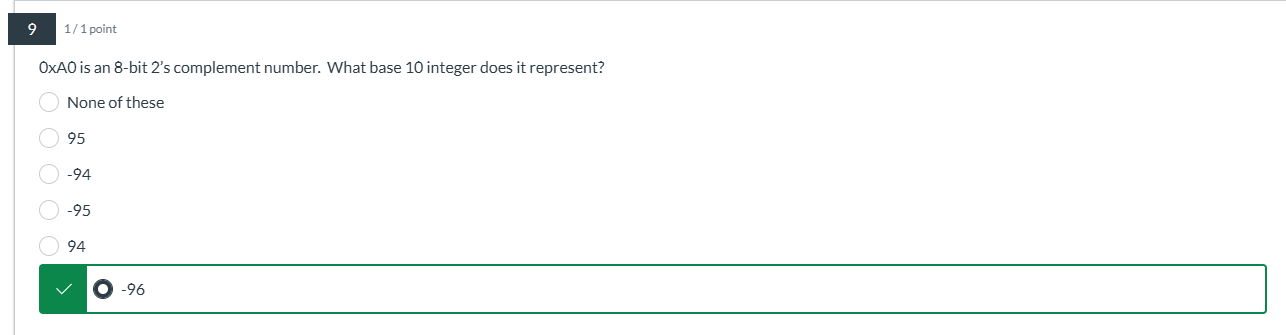 9
1 / 1 point
0xA0 is an 8-bit 2's complement number.  What base 10 integer does it represent?
None of these
95
-94
-95
94
-96